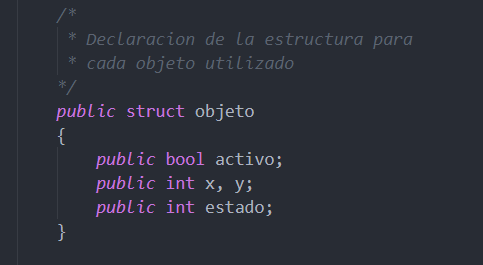 /*
* Declaracion de la estructura para
* cada objeto utilizado
*/
public struct objeto
{
public bool activo;
public int x, y;
public int estado;
}